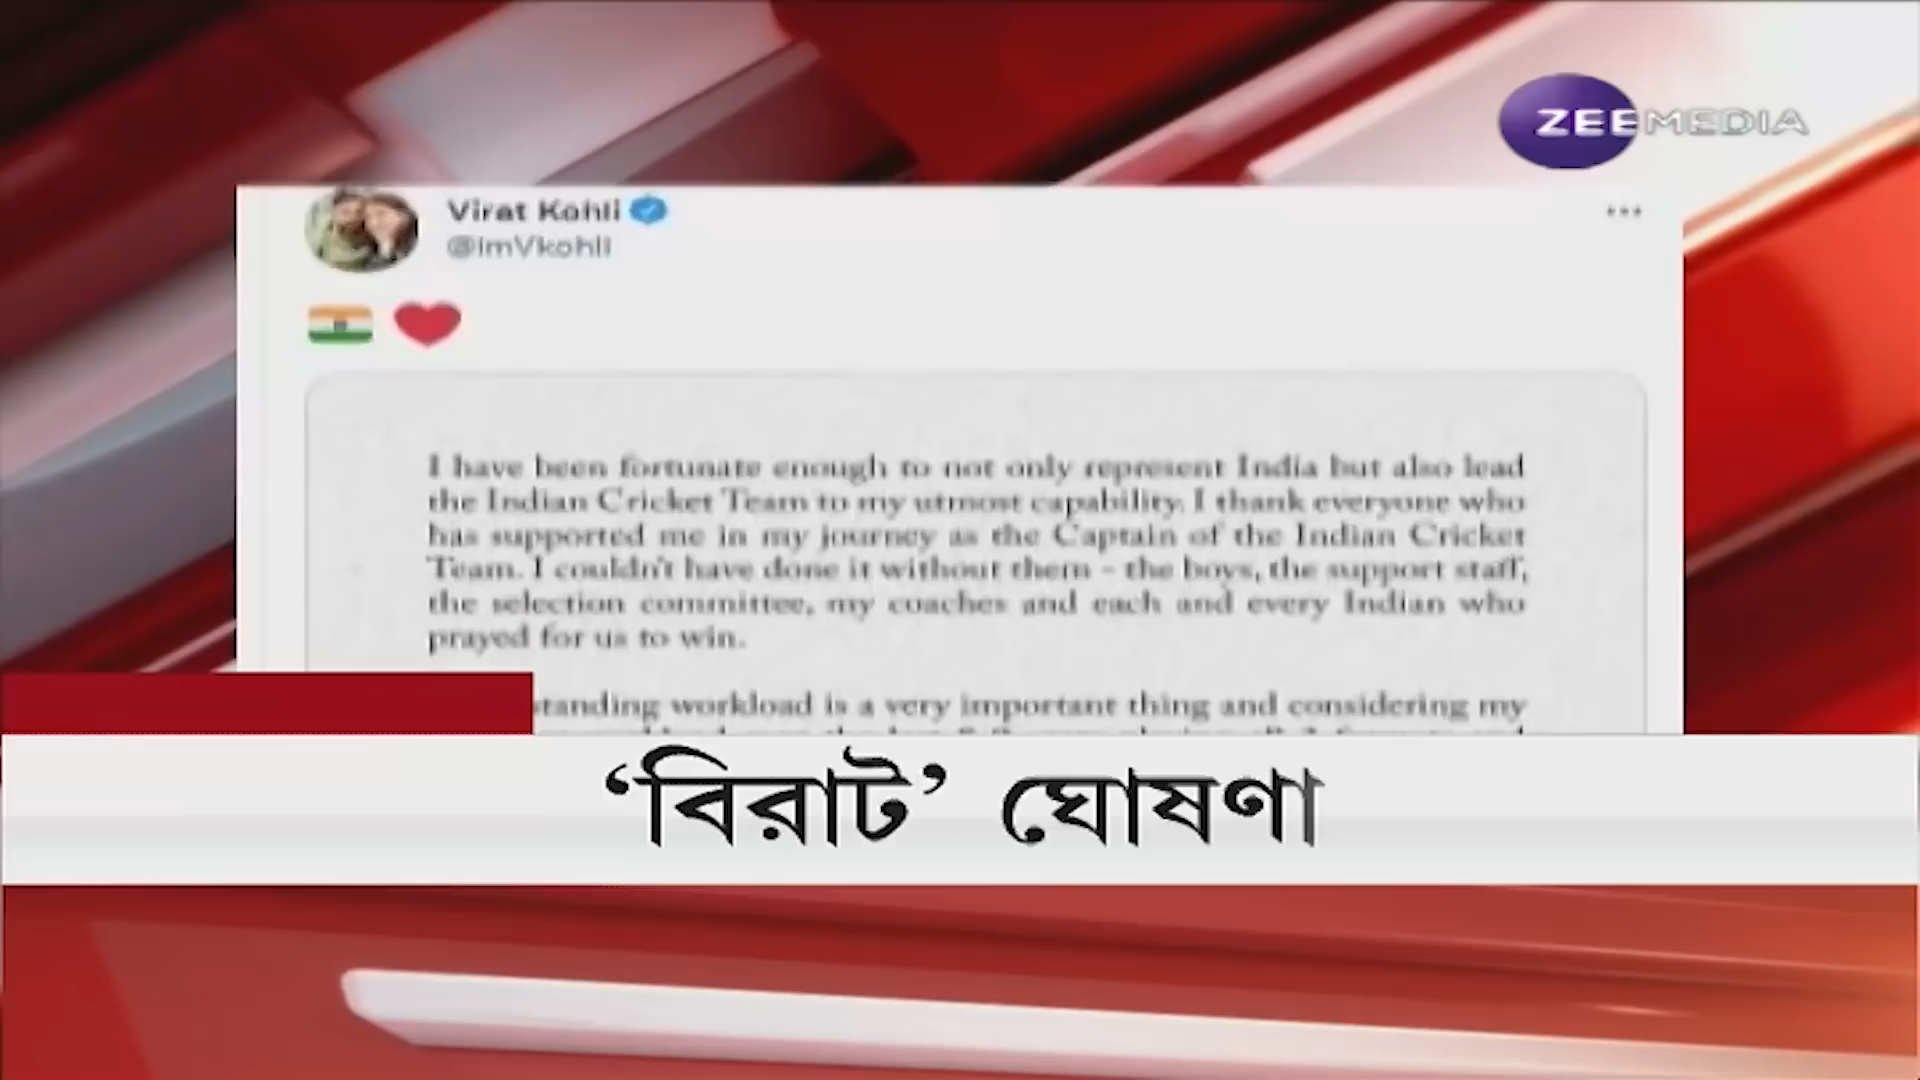 ZEE MEDIA
Virat Kohli
@imVkohli
I have been fortunate enough to not only represent India but also lead
the Indian Cricket Team to my utmost capability. I thank everyone who
has supported me in my journey as the Captain of the Indian Cricket
Team. I couldn't have done it without them - the boys, the support staff,
the selection committee, my coaches and each and every Indian who
prayed for us to win.
standing workload is a very important thing and considering my
‘বিরাট’ ঘোষণা